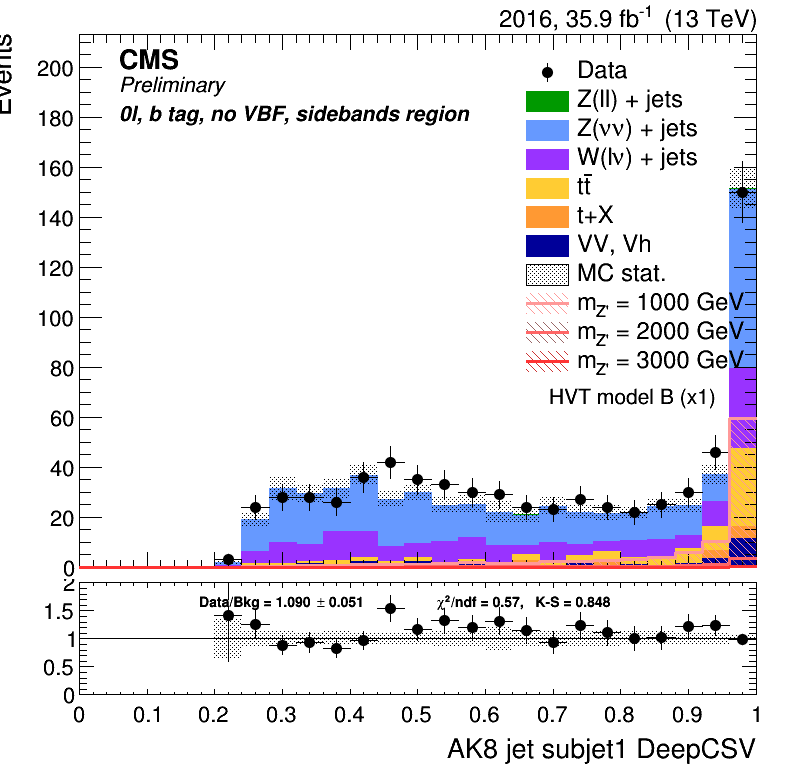 2016, 35.9 fb⁻¹ (13 TeV)
Events
CMS
Preliminary
0l, b tag, no VBF, sidebands region
Data
Z(ll) + jets
Z(νν) + jets
W(lν) + jets
tt̄
t+X
VV, Vh
MC stat.
m_Z' = 1000 GeV
m_Z' = 2000 GeV
m_Z' = 3000 GeV
HVT model B (x1)
200
180
160
140
120
100
80
60
40
20
0
Data/Bkg = 1.090 ± 0.051 χ²/ndf = 0.57, K-S = 0.848
2
1.5
1
0.5
0
0 0.1 0.2 0.3 0.4 0.5 0.6 0.7 0.8 0.9 1
AK8 jet subjet1 DeepCSV